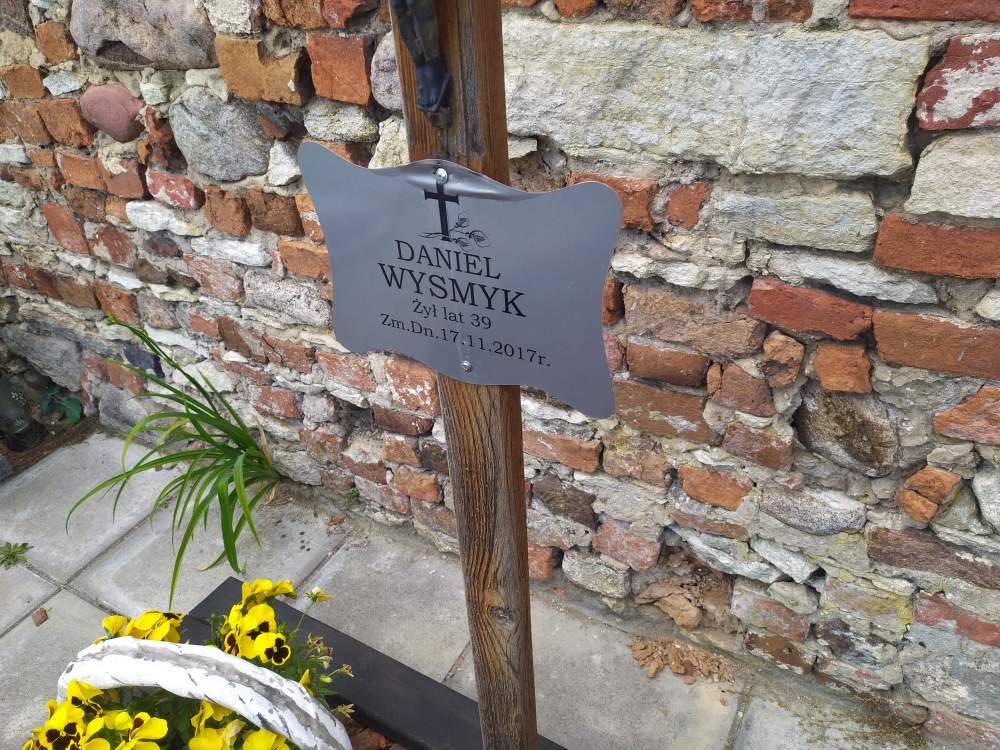 DANIEL
WYSMYK
Żył lat 39
Zm.Dn.17.11.2017r.